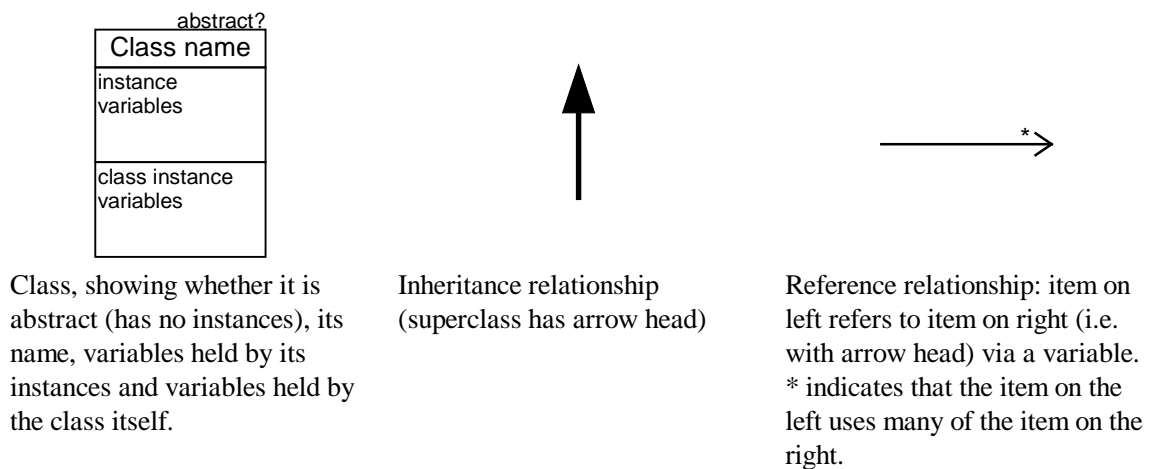 abstract?
Class name
instance
variables
class instance
variables
*
Class, showing whether it is
abstract (has no instances), its
name, variables held by its
instances and variables held by
the class itself.
Inheritance relationship
(superclass has arrow head)
Reference relationship: item on
left refers to item on right (i.e.
with arrow head) via a variable.
* indicates that the item on the
left uses many of the item on the
right.